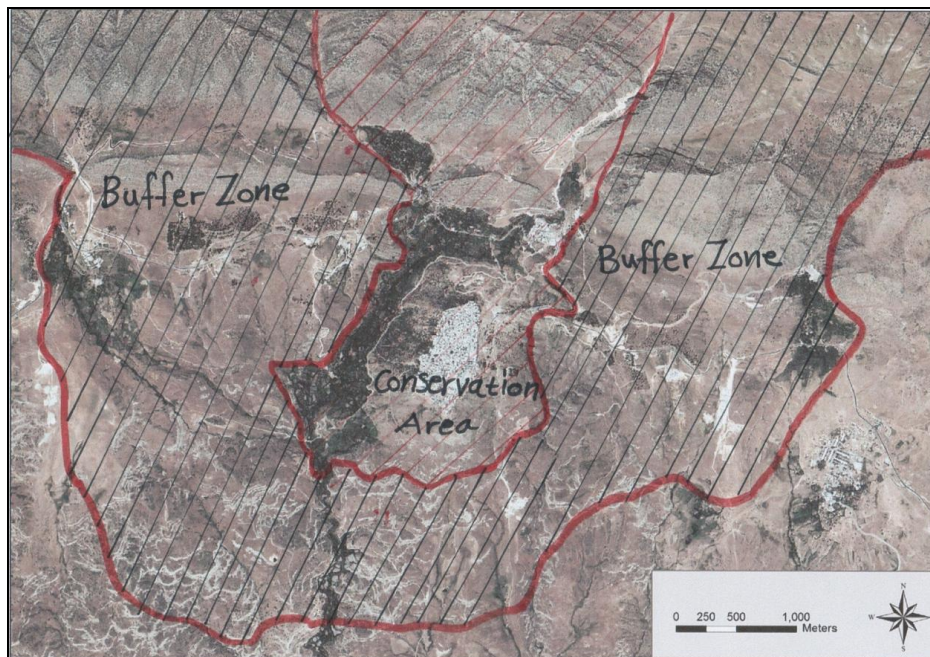 Buffer Zone
Buffer Zone
Conservation
Area
N
W
S
0 250 500 1,000
Meters